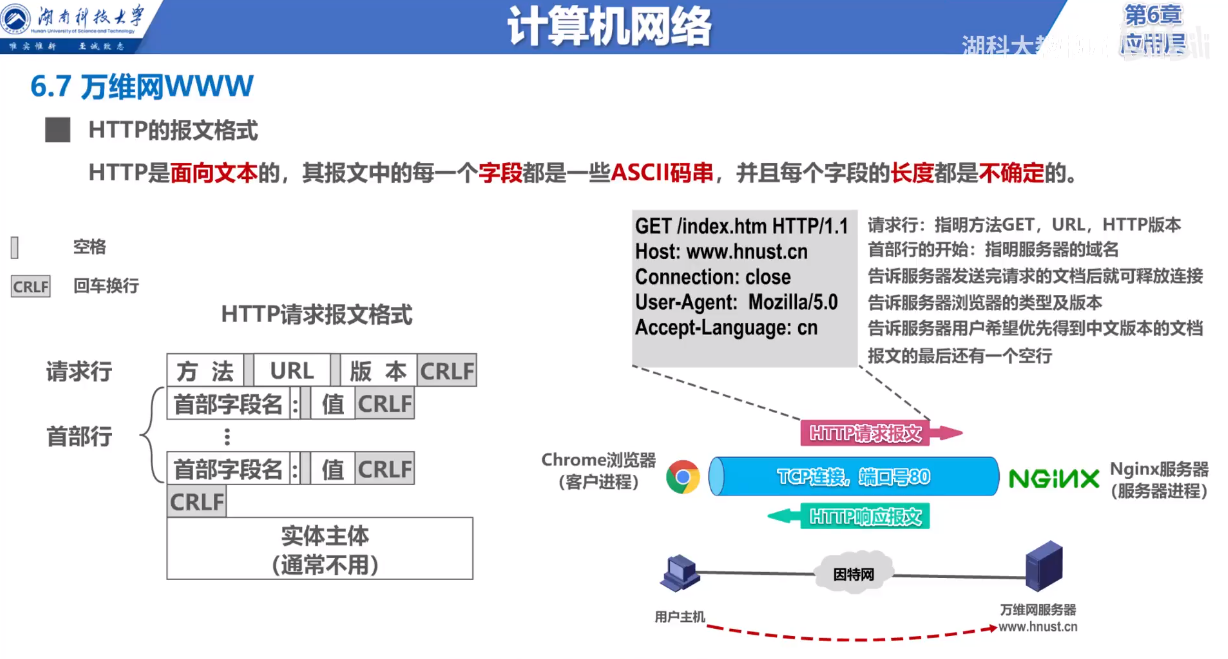 湖南科技大学
Hunan University of Science and Technology
唯实惟新 至诚致志
计算机网络
第6章
应用层
湖科大教
6.7 万维网WWW
HTTP的报文格式
HTTP是面向文本的，其报文中的每一个字段都是一些ASCII码串，并且每个字段的长度都是不确定的。
空格
CRLF 回车换行
HTTP请求报文格式
请求行 方 法 URL 版 本 CRLF
首部行
首部字段名 : 值 CRLF
⋮
首部字段名 : 值 CRLF
CRLF
实体主体
(通常不用)
GET /index.htm HTTP/1.1 请求行：指明方法GET，URL，HTTP版本
Host: www.hnust.cn 首部行的开始：指明服务器的域名
Connection: close 告诉服务器发送完请求的文档后就可释放连接
User-Agent: Mozilla/5.0 告诉服务器浏览器的类型及版本
Accept-Language: cn 告诉服务器用户希望优先得到中文版本的文档
报文的最后还有一个空行
HTTP请求报文
Chrome浏览器
（客户进程）
TCP连接，端口号80
NGINX
Nginx服务器
(服务器进程)
HTTP响应报文
因特网
用户主机
万维网服务器
www.hnust.cn